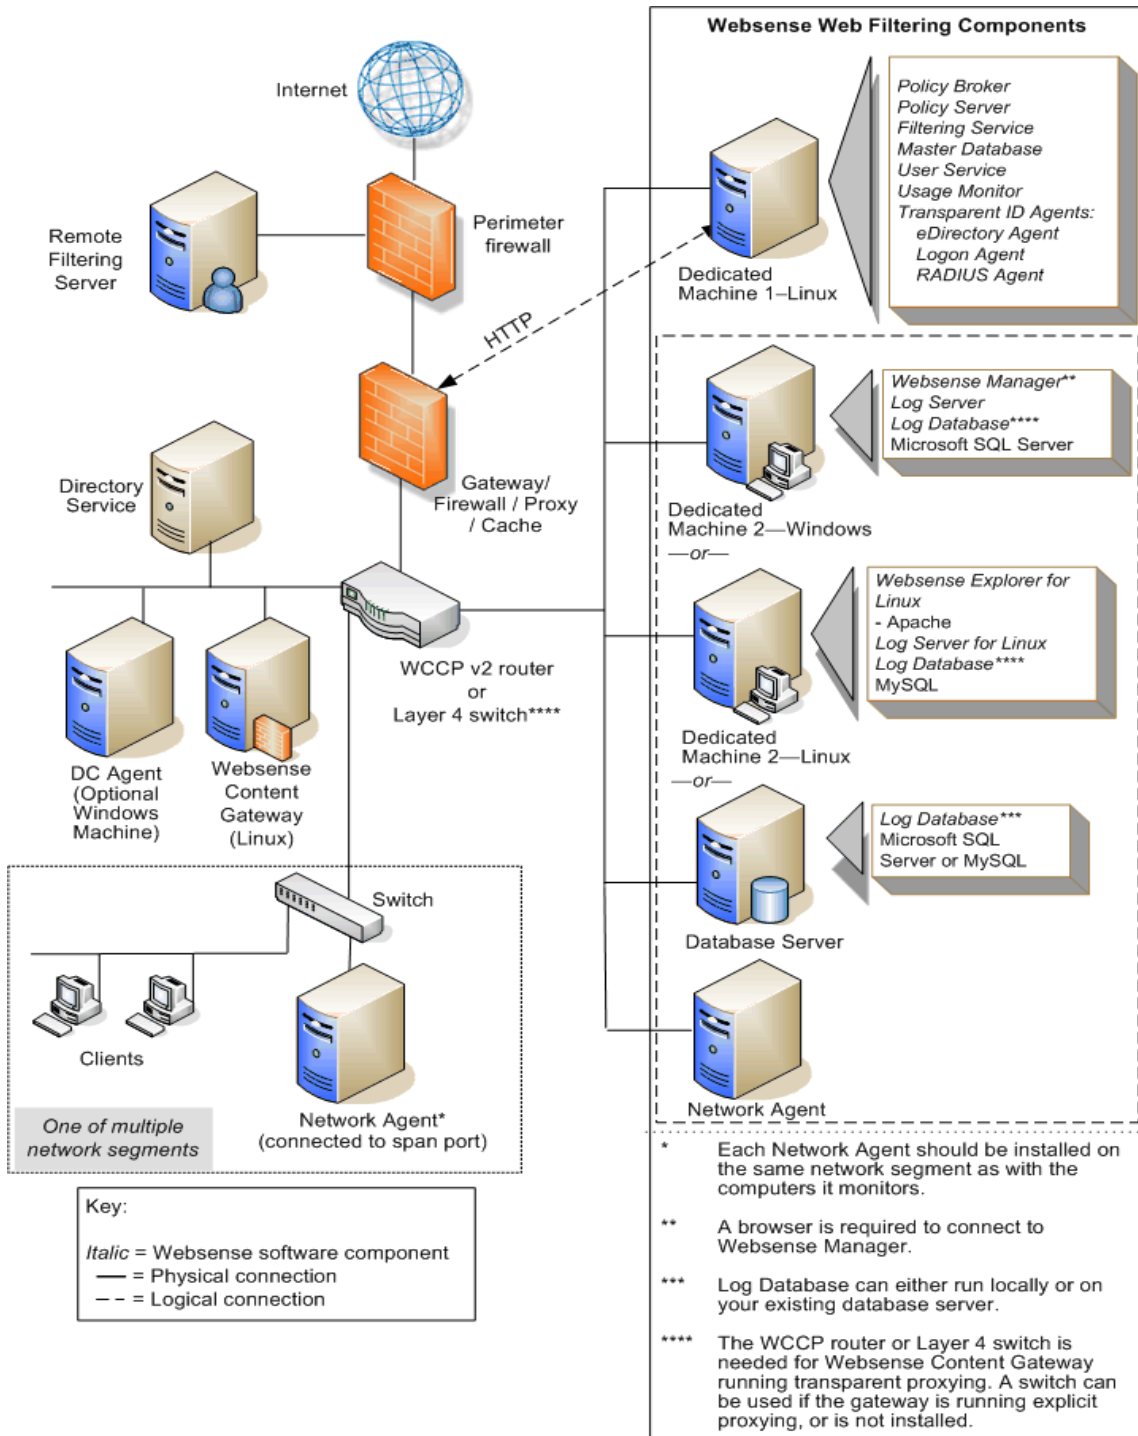 Websense Web Filtering Components
Internet
Policy Broker
Policy Server
Filtering Service
Master Database
User Service
Usage Monitor
Transparent ID Agents:
eDirectory Agent
Logon Agent
RADIUS Agent
Remote
Filtering
Server
Perimeter
firewall
Dedicated
Machine 1–Linux
HTTP
Websense Manager**
Log Server
Log Database****
Microsoft SQL Server
Directory
Service
Gateway/
Firewall / Proxy
/ Cache
Dedicated
Machine 2—Windows
—or—
Websense Explorer for
Linux
- Apache
Log Server for Linux
Log Database****
MySQL
WCCP v2 router
or
Layer 4 switch****
Dedicated
Machine 2—Linux
—or—
DC Agent
(Optional
Windows
Machine)
Websense
Content
Gateway
(Linux)
Log Database***
Microsoft SQL
Server or MySQL
Switch
Database Server
Clients
Network Agent*
(connected to span port)
Network Agent
One of multiple
network segments
Key:
Italic = Websense software component
— = Physical connection
– – = Logical connection
* Each Network Agent should be installed on
the same network segment as with the
computers it monitors.
** A browser is required to connect to
Websense Manager.
*** Log Database can either run locally or on
your existing database server.
**** The WCCP router or Layer 4 switch is
needed for Websense Content Gateway
running transparent proxying. A switch can
be used if the gateway is running explicit
proxying, or is not installed.